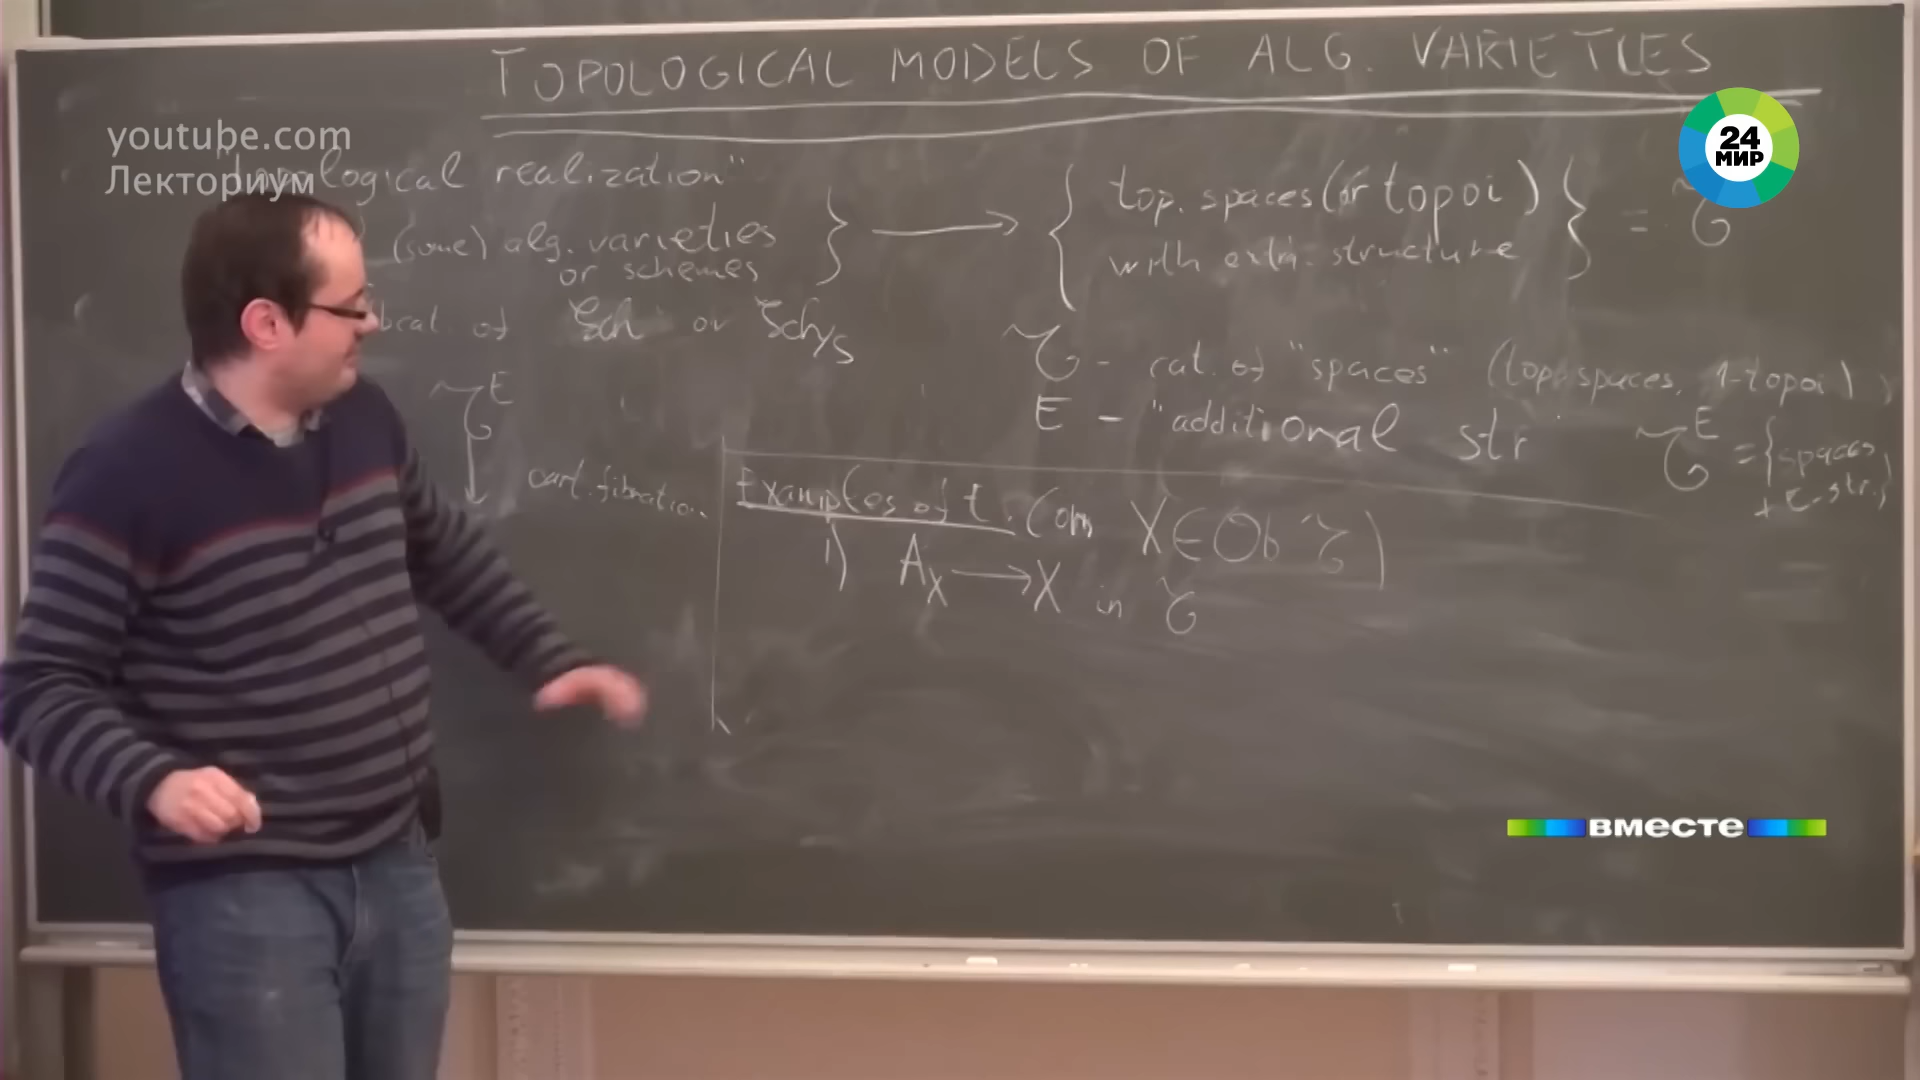 TOPOLOGICAL MODELS OF ALG. VARIETIES
youtube.com
Лекториум
realization"
(some) alg. varieties
or schemes
top. spaces (or topoi)
with extra structure
=
of Sch or Sch/S
- cat. of "spaces" (top. spaces, 1-topoi)
E - "additional str
E
cart. fibration
E = {spaces
+ str.}
Examples of t. (on X ∈ Ob
1) A_X → X in
24
МИР
ВМЕСТЕ